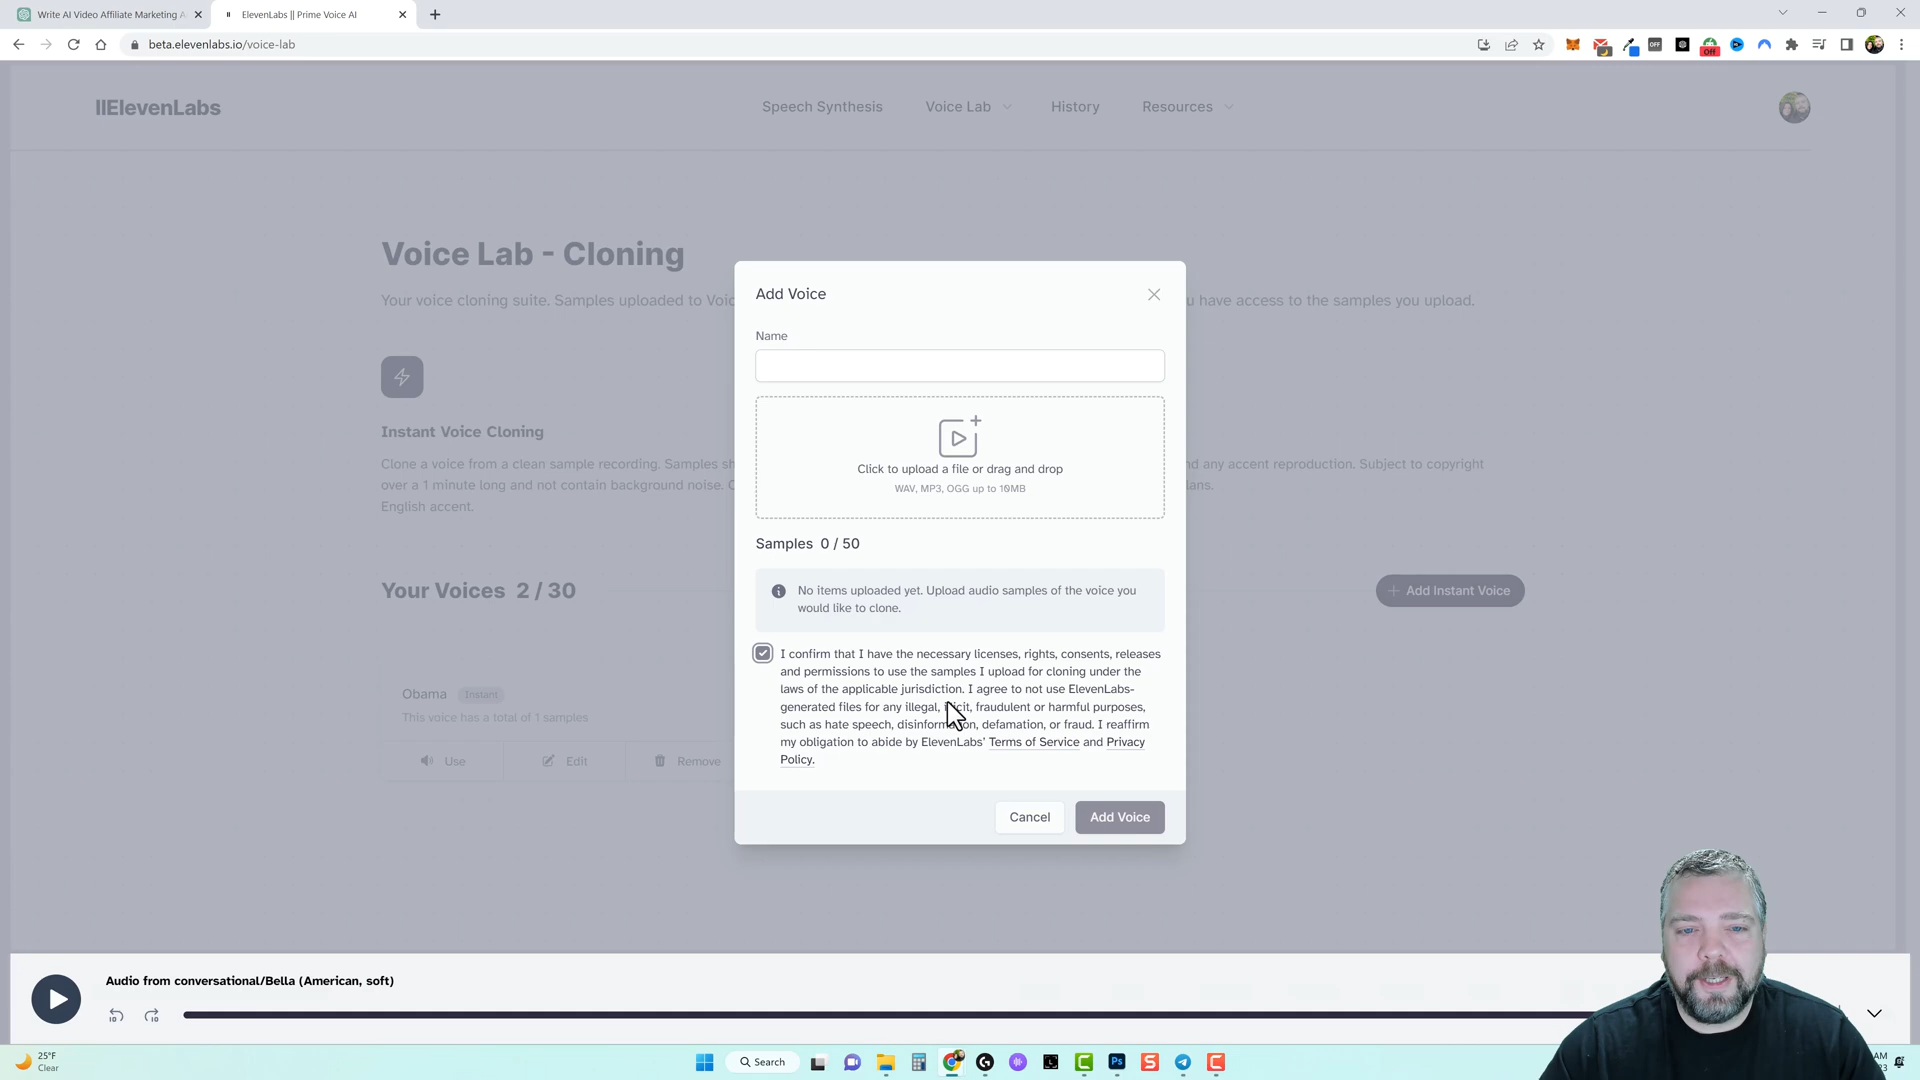 Write AI Video Affiliate Marketing A
ElevenLabs || Prime Voice AI
beta.elevenlabs.io/voice-lab
OFF
Off
IIElevenLabs
Speech Synthesis
Voice Lab
History
Resources
Voice Lab - Cloning
Your voice cloning suite. Samples uploaded to Voic
u have access to the samples you upload.
Add Voice
Name
Click to upload a file or drag and drop
WAV, MP3, OGG up to 10MB
Samples 0 / 50
No items uploaded yet. Upload audio samples of the voice you
would like to clone.
I confirm that I have the necessary licenses, rights, consents, releases
and permissions to use the samples I upload for cloning under the
laws of the applicable jurisdiction. I agree to not use ElevenLabs-
generated files for any illegal, illicit, fraudulent or harmful purposes,
such as hate speech, disinformation, defamation, or fraud. I reaffirm
my obligation to abide by ElevenLabs' Terms of Service and Privacy
Policy.
Cancel
Add Voice
Instant Voice Cloning
Clone a voice from a clean sample recording. Samples sh
nd any accent reproduction. Subject to copyright
over a 1 minute long and not contain background noise. C
lans.
English accent.
Your Voices 2 / 30
+ Add Instant Voice
Obama Instant
This voice has a total of 1 samples
Use
Edit
Remove
Audio from conversational/Bella (American, soft)
10
10
25°F
Clear
Search
AM
23